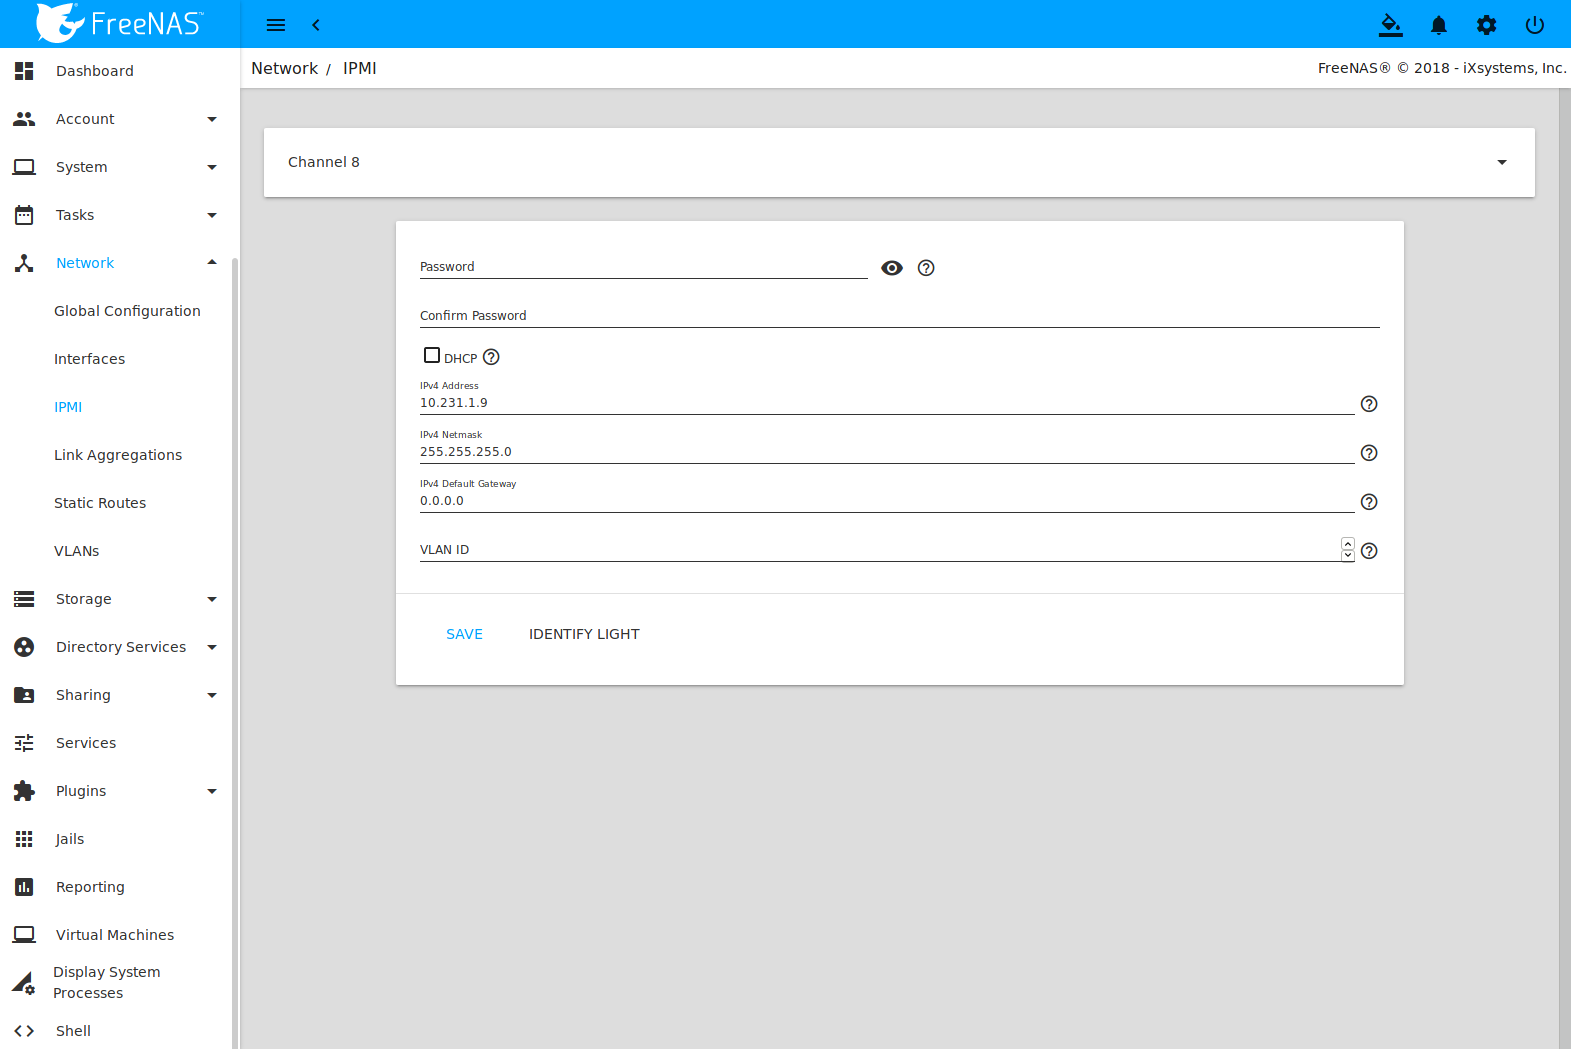 FreeNAS™
Network / IPMI
FreeNAS® © 2018 - iXsystems, Inc.
Dashboard
Account
System
Tasks
Network
Global Configuration
Interfaces
IPMI
Link Aggregations
Static Routes
VLANs
Storage
Directory Services
Sharing
Services
Plugins
Jails
Reporting
Virtual Machines
Display System
Processes
Shell
Channel 8
Password
Confirm Password
DHCP
IPv4 Address
10.231.1.9
IPv4 Netmask
255.255.255.0
IPv4 Default Gateway
0.0.0.0
VLAN ID
SAVE IDENTIFY LIGHT